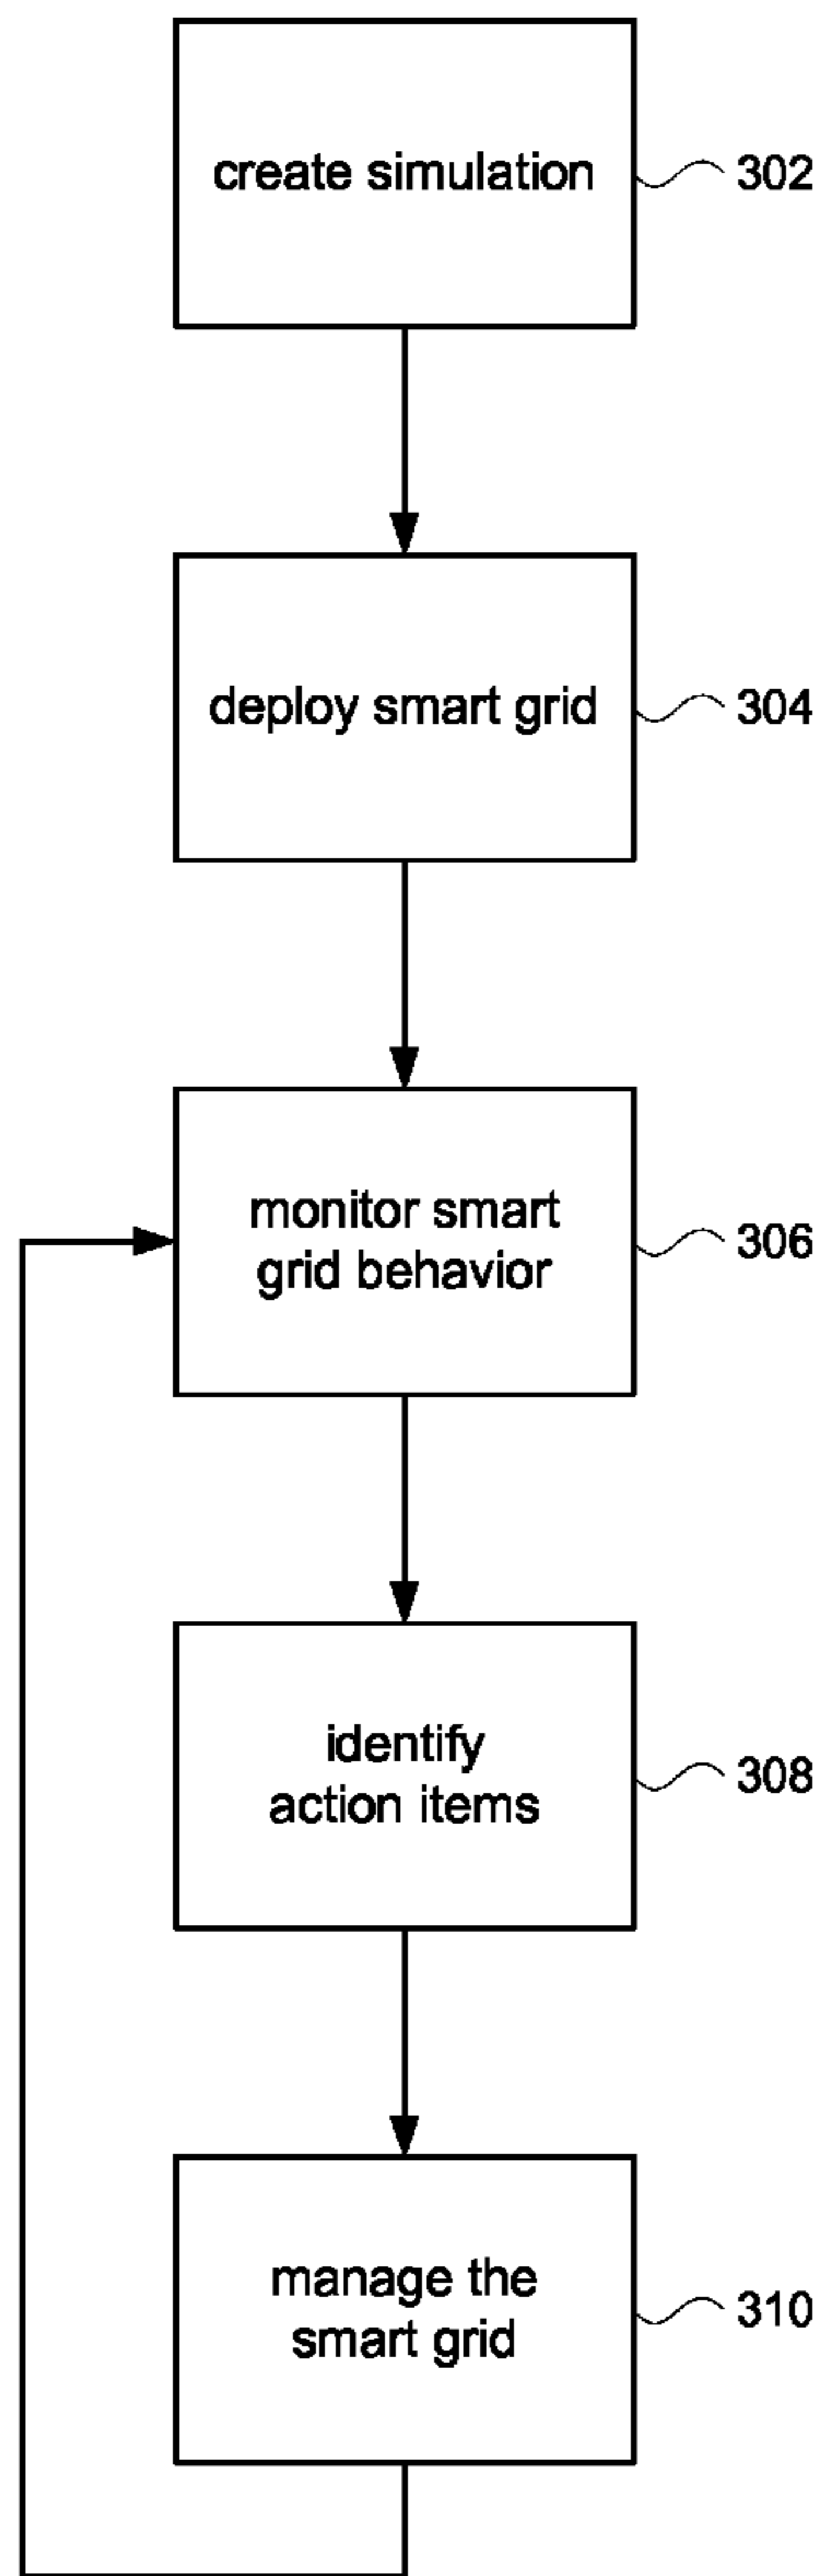 create simulation
302
deploy smart grid
304
monitor smart
grid behavior
306
identify
action items
308
manage the
smart grid
310